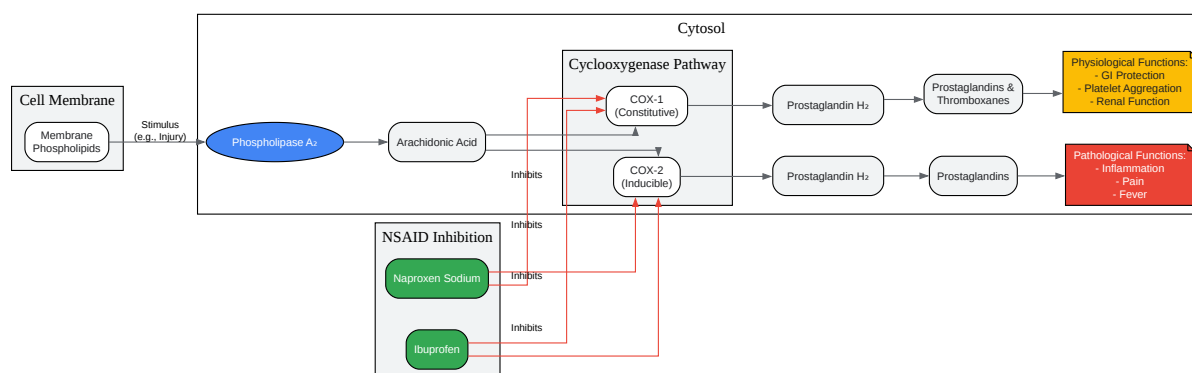 Cytosol
Cell Membrane
Membrane
Phospholipids
Stimulus
(e.g., Injury)
Phospholipase A₂
Arachidonic Acid
Cyclooxygenase Pathway
COX-1
(Constitutive)
COX-2
(Inducible)
Prostaglandin H₂
Prostaglandins &
Thromboxanes
Physiological Functions:
- GI Protection
- Platelet Aggregation
- Renal Function
Prostaglandin H₂
Prostaglandins
Pathological Functions:
- Inflammation
- Pain
- Fever
Inhibits
Inhibits
NSAID Inhibition
Naproxen Sodium
Inhibits
Inhibits
Ibuprofen